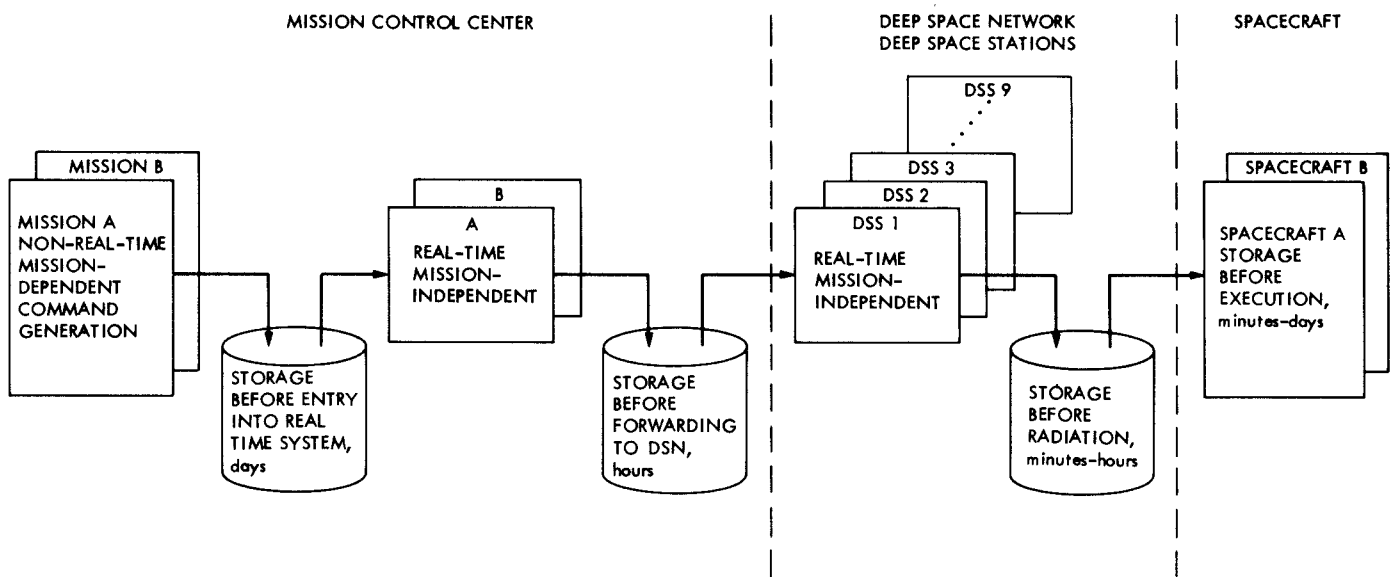 MISSION CONTROL CENTER
DEEP SPACE NETWORK
DEEP SPACE STATIONS
SPACECRAFT
MISSION B
MISSION A
NON-REAL-TIME
MISSION-
DEPENDENT
COMMAND
GENERATION
STORAGE
BEFORE ENTRY
INTO REAL
TIME SYSTEM,
days
B
A
REAL-TIME
MISSION-
INDEPENDENT
STORAGE
BEFORE
FORWARDING
TO DSN,
hours
DSS 9
DSS 3
DSS 2
DSS 1
REAL-TIME
MISSION-
INDEPENDENT
STORAGE
BEFORE
RADIATION,
minutes-hours
SPACECRAFT B
SPACECRAFT A
STORAGE
BEFORE
EXECUTION,
minutes-days